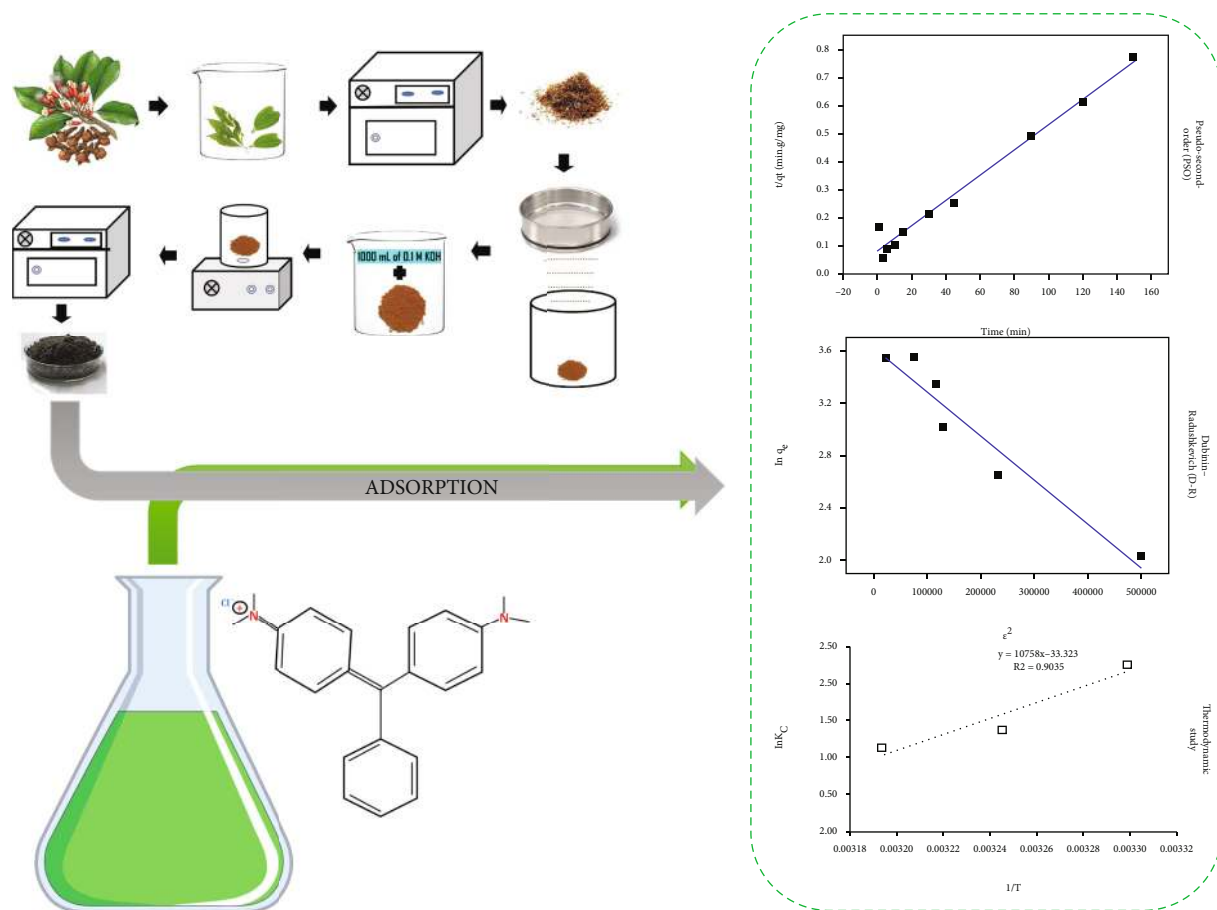 1000 mL of 0.1 M KOH
ADSORPTION
Cl
+
N
N
0.8
0.7
0.6
0.5
0.4
0.3
0.2
0.1
0.0
t/qt (min.g/mg)
−20 0 20 40 60 80 100 120 140 160
Time (min)
Pseudo-second-
order (PSO)
3.6
3.2
2.8
2.4
2.0
ln qe
0 100000 200000 300000 400000 500000
ε2
Dubinin–
Radushkevich (D-R)
y = 10758x–33.323
R2 = 0.9035
2.50
2.50
1.50
1.00
0.50
2.00
lnKC
0.00318 0.00320 0.00322 0.00324 0.00326 0.00328 0.00330 0.00332
1/T
Thermodynamic
study